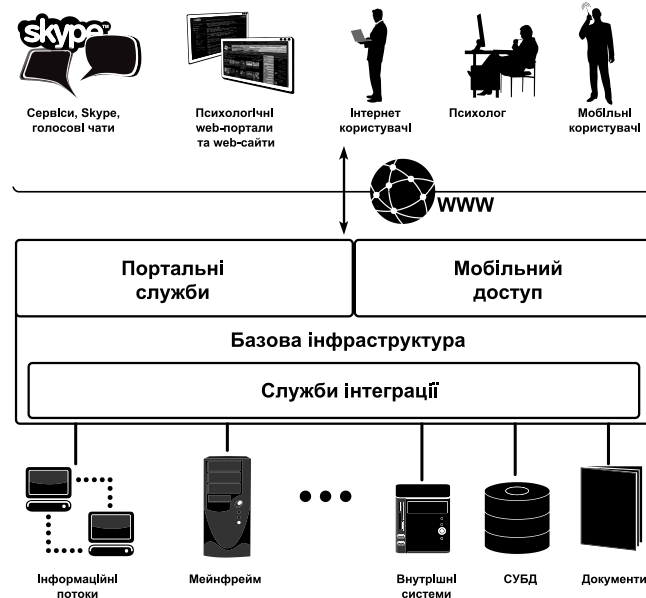 skype™
Сервіси, Skype,
голосові чати
Психологічні
web-портали
та web-сайти
Інтернет
користувачі
Психолог
Мобільні
користувачі
WWW
Портальні
служби
Мобільний
доступ
Базова інфраструктура
Служби інтеграції
Інформаційні
потоки
Мейнфрейм
Внутрішні
системи
СУБД
Документи